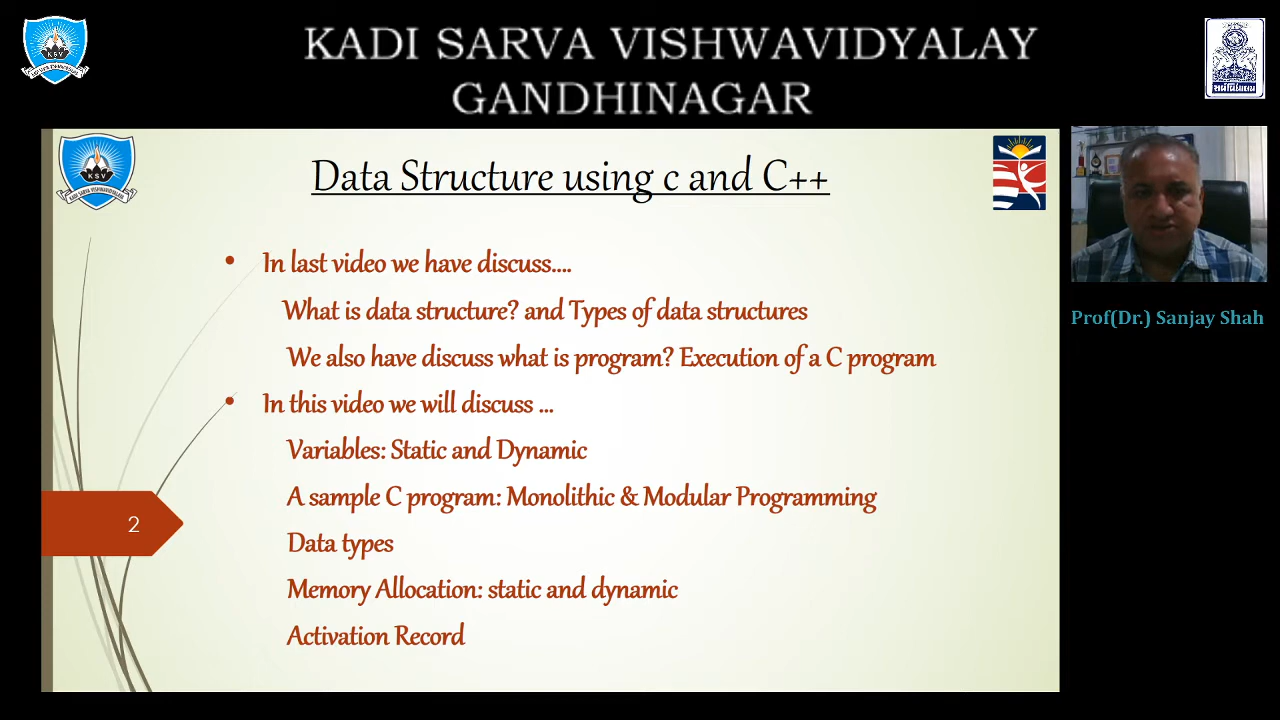 KADI SARVA VISHWAVIDYALAY
GANDHINAGAR
KSV
KSV
Data Structure using c and C++
• In last video we have discuss....
What is data structure? and Types of data structures
We also have discuss what is program? Execution of a C program
• In this video we will discuss ...
Variables: Static and Dynamic
A sample C program: Monolithic & Modular Programming
Data types
Memory Allocation: static and dynamic
Activation Record
2
Prof(Dr.) Sanjay Shah